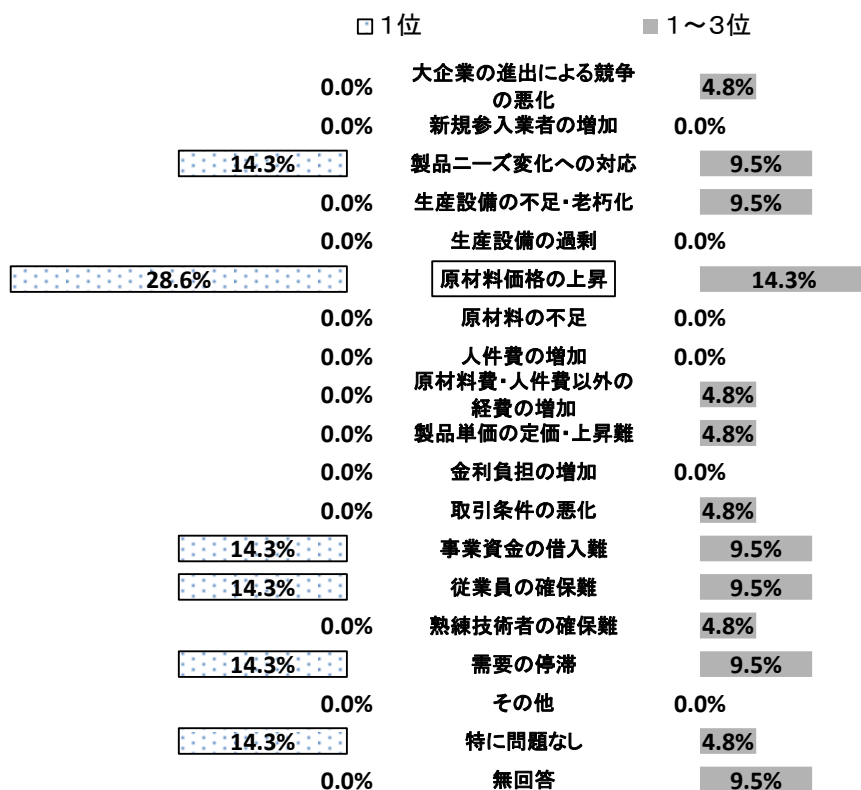 1位 1～3位
0.0% 大企業の進出による競争
の悪化 4.8%
0.0% 新規参入業者の増加 0.0%
14.3% 製品ニーズ変化への対応 9.5%
0.0% 生産設備の不足・老朽化 9.5%
0.0% 生産設備の過剰 0.0%
28.6% 原材料価格の上昇 14.3%
0.0% 原材料の不足 0.0%
0.0% 人件費の増加 0.0%
0.0% 原材料費・人件費以外の
経費の増加 4.8%
0.0% 製品単価の定価・上昇難 4.8%
0.0% 金利負担の増加 0.0%
0.0% 取引条件の悪化 4.8%
14.3% 事業資金の借入難 9.5%
14.3% 従業員の確保難 9.5%
0.0% 熟練技術者の確保難 4.8%
14.3% 需要の停滞 9.5%
0.0% その他 0.0%
14.3% 特に問題なし 4.8%
0.0% 無回答 9.5%